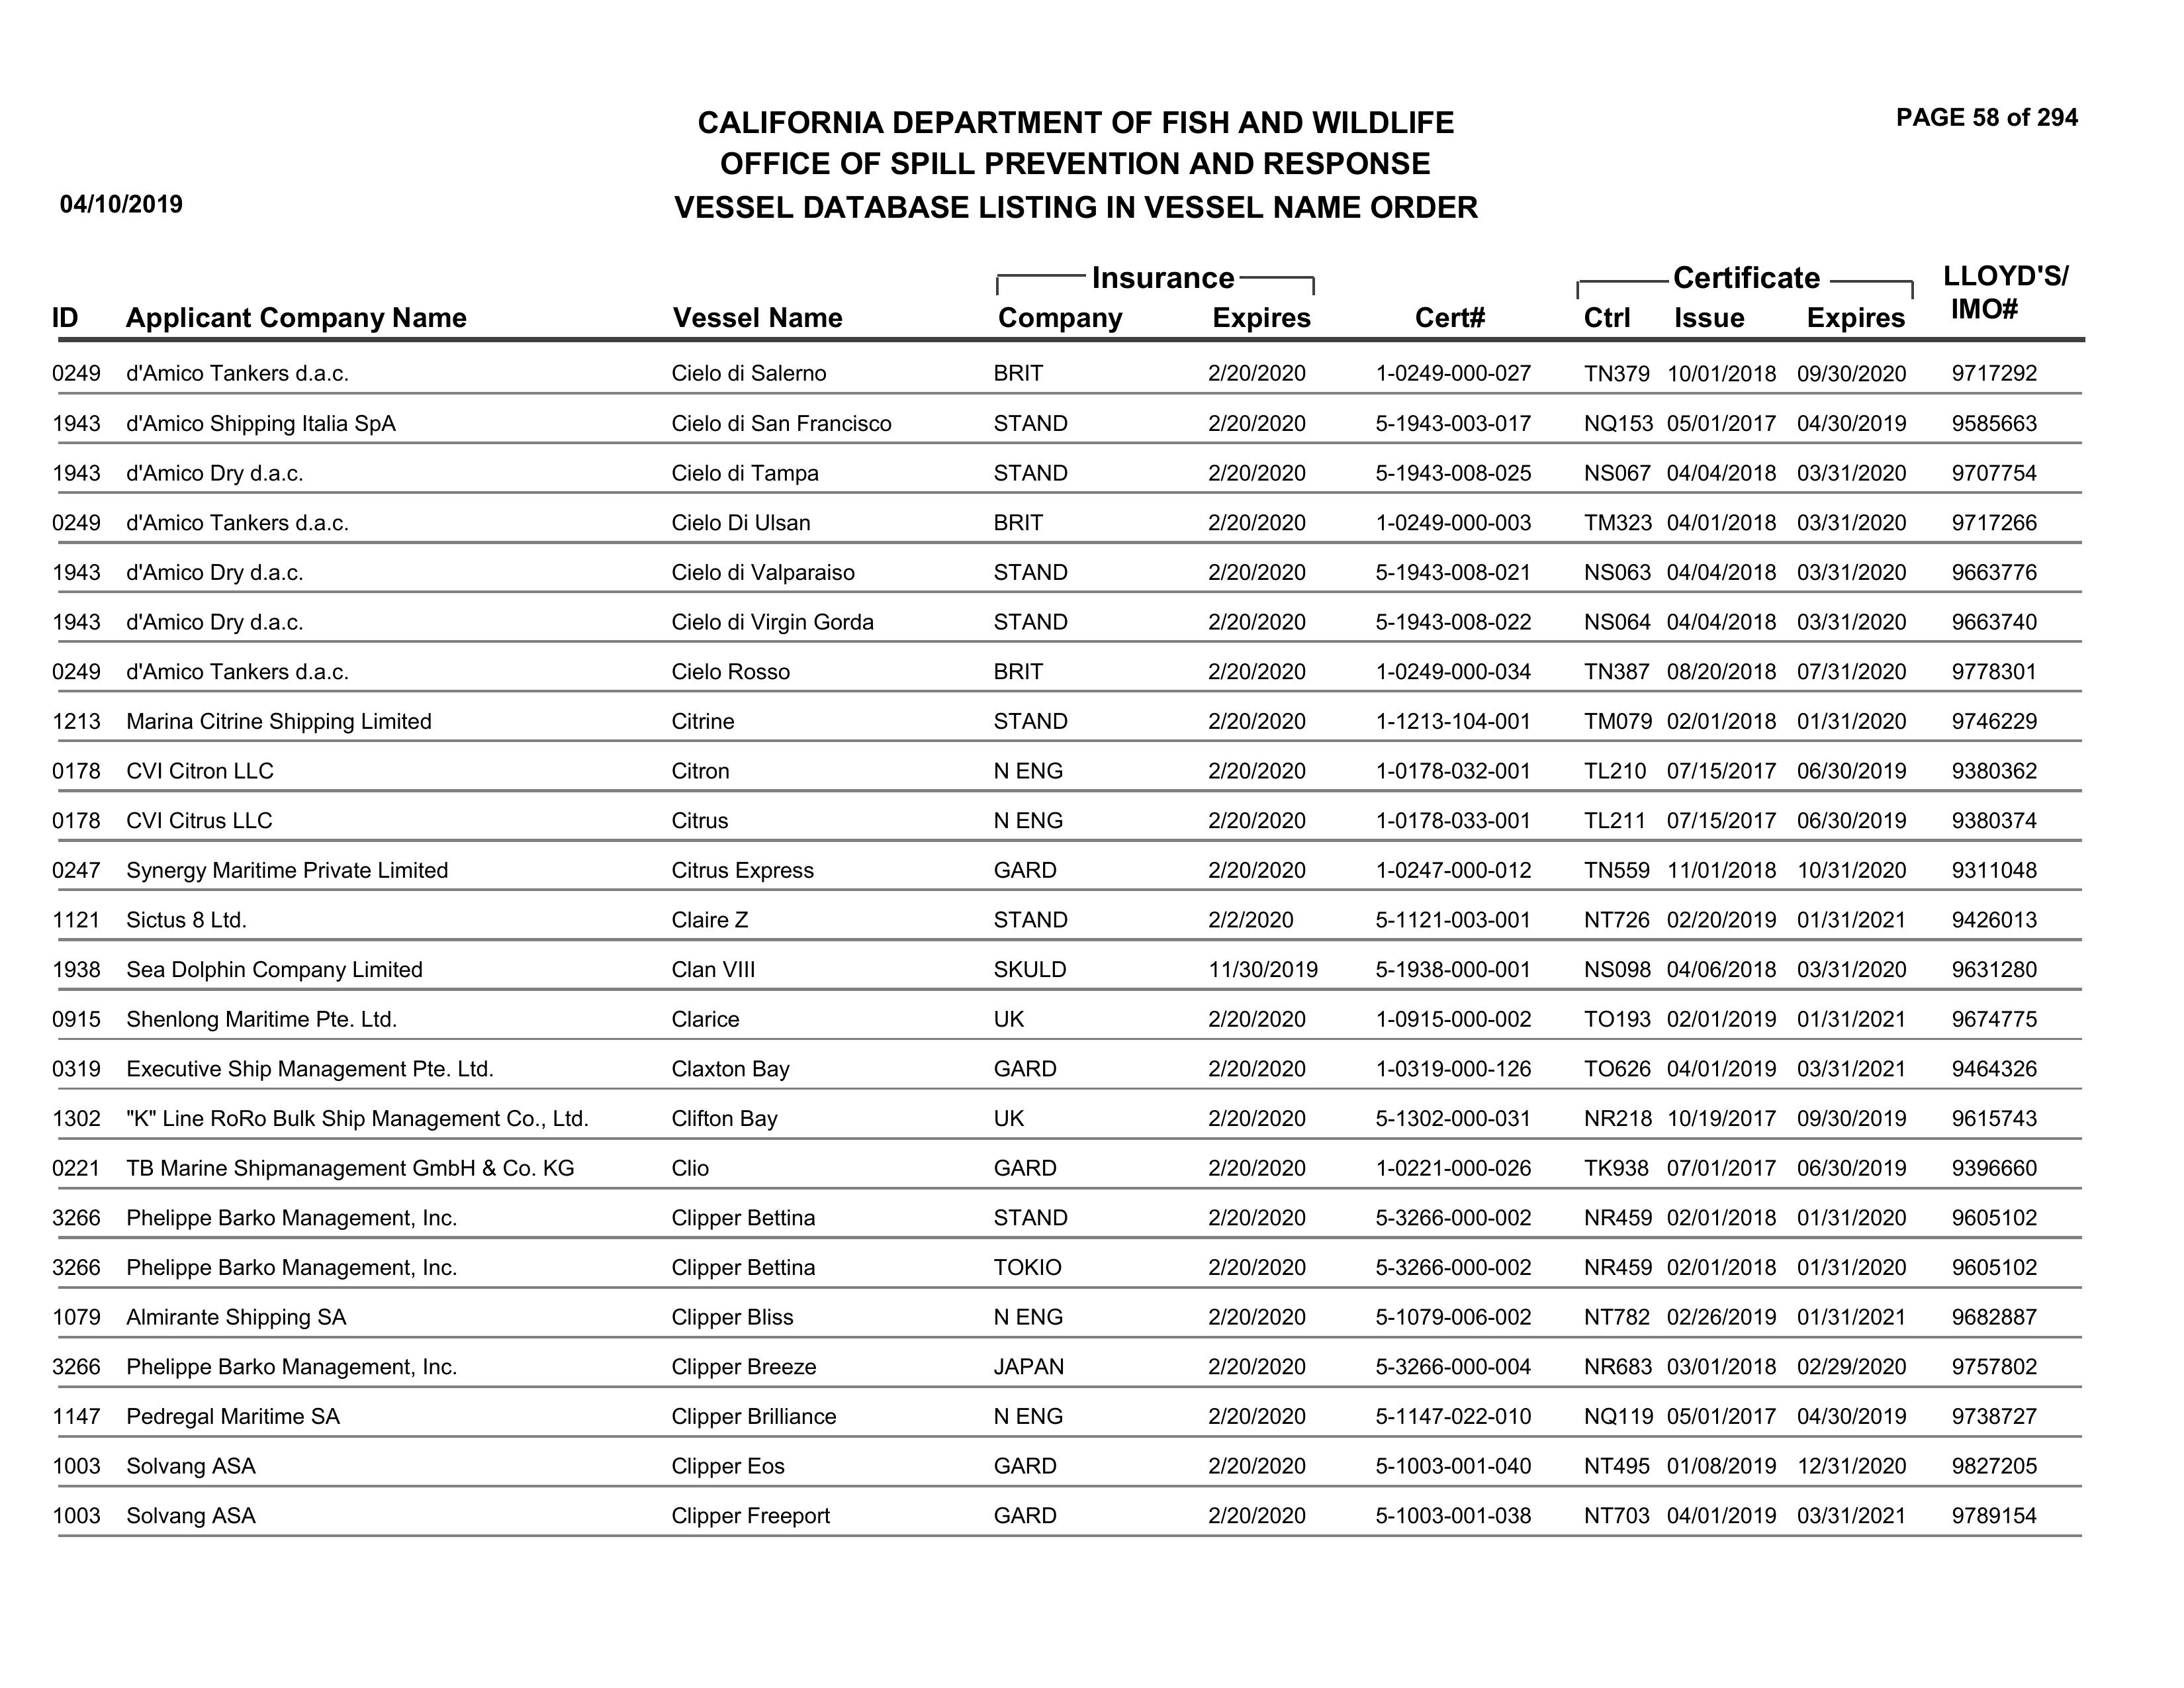 CALIFORNIA DEPARTMENT OF FISH AND WILDLIFE
PAGE 58 of 294
OFFICE OF SPILL PREVENTION AND RESPONSE
04/10/2019
VESSEL DATABASE LISTING IN VESSEL NAME ORDER
Insurance Certificate LLOYD'S/
ID Applicant Company Name Vessel Name Company Expires Cert# Ctrl Issue Expires IMO#
0249 d'Amico Tankers d.a.c. Cielo di Salerno BRIT 2/20/2020 1-0249-000-027 TN379 10/01/2018 09/30/2020 9717292
1943 d'Amico Shipping Italia SpA Cielo di San Francisco STAND 2/20/2020 5-1943-003-017 NQ153 05/01/2017 04/30/2019 9585663
1943 d'Amico Dry d.a.c. Cielo di Tampa STAND 2/20/2020 5-1943-008-025 NS067 04/04/2018 03/31/2020 9707754
0249 d'Amico Tankers d.a.c. Cielo Di Ulsan BRIT 2/20/2020 1-0249-000-003 TM323 04/01/2018 03/31/2020 9717266
1943 d'Amico Dry d.a.c. Cielo di Valparaiso STAND 2/20/2020 5-1943-008-021 NS063 04/04/2018 03/31/2020 9663776
1943 d'Amico Dry d.a.c. Cielo di Virgin Gorda STAND 2/20/2020 5-1943-008-022 NS064 04/04/2018 03/31/2020 9663740
0249 d'Amico Tankers d.a.c. Cielo Rosso BRIT 2/20/2020 1-0249-000-034 TN387 08/20/2018 07/31/2020 9778301
1213 Marina Citrine Shipping Limited Citrine STAND 2/20/2020 1-1213-104-001 TM079 02/01/2018 01/31/2020 9746229
0178 CVI Citron LLC Citron N ENG 2/20/2020 1-0178-032-001 TL210 07/15/2017 06/30/2019 9380362
0178 CVI Citrus LLC Citrus N ENG 2/20/2020 1-0178-033-001 TL211 07/15/2017 06/30/2019 9380374
0247 Synergy Maritime Private Limited Citrus Express GARD 2/20/2020 1-0247-000-012 TN559 11/01/2018 10/31/2020 9311048
1121 Sictus 8 Ltd. Claire Z STAND 2/2/2020 5-1121-003-001 NT726 02/20/2019 01/31/2021 9426013
1938 Sea Dolphin Company Limited Clan VIII SKULD 11/30/2019 5-1938-000-001 NS098 04/06/2018 03/31/2020 9631280
0915 Shenlong Maritime Pte. Ltd. Clarice UK 2/20/2020 1-0915-000-002 TO193 02/01/2019 01/31/2021 9674775
0319 Executive Ship Management Pte. Ltd. Claxton Bay GARD 2/20/2020 1-0319-000-126 TO626 04/01/2019 03/31/2021 9464326
1302 "K" Line RoRo Bulk Ship Management Co., Ltd. Clifton Bay UK 2/20/2020 5-1302-000-031 NR218 10/19/2017 09/30/2019 9615743
0221 TB Marine Shipmanagement GmbH & Co. KG Clio GARD 2/20/2020 1-0221-000-026 TK938 07/01/2017 06/30/2019 9396660
3266 Phelippe Barko Management, Inc. Clipper Bettina STAND 2/20/2020 5-3266-000-002 NR459 02/01/2018 01/31/2020 9605102
3266 Phelippe Barko Management, Inc. Clipper Bettina TOKIO 2/20/2020 5-3266-000-002 NR459 02/01/2018 01/31/2020 9605102
1079 Almirante Shipping SA Clipper Bliss N ENG 2/20/2020 5-1079-006-002 NT782 02/26/2019 01/31/2021 9682887
3266 Phelippe Barko Management, Inc. Clipper Breeze JAPAN 2/20/2020 5-3266-000-004 NR683 03/01/2018 02/29/2020 9757802
1147 Pedregal Maritime SA Clipper Brilliance N ENG 2/20/2020 5-1147-022-010 NQ119 05/01/2017 04/30/2019 9738727
1003 Solvang ASA Clipper Eos GARD 2/20/2020 5-1003-001-040 NT495 01/08/2019 12/31/2020 9827205
1003 Solvang ASA Clipper Freeport GARD 2/20/2020 5-1003-001-038 NT703 04/01/2019 03/31/2021 9789154